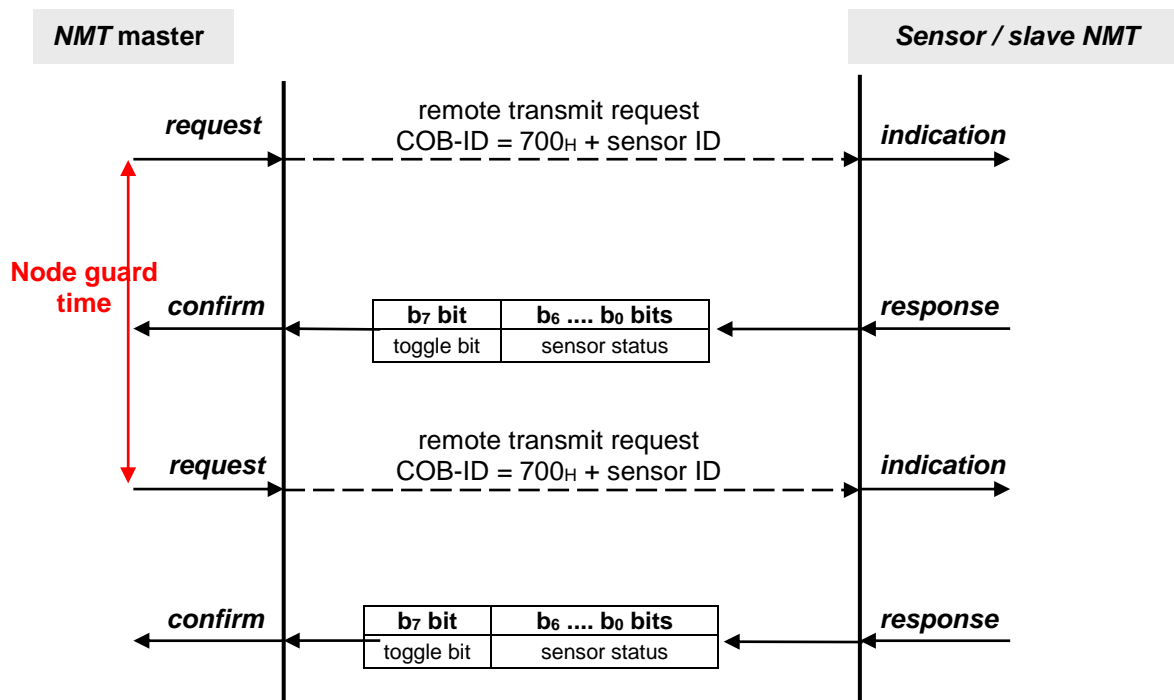 NMT master
Sensor / slave NMT
request
remote transmit request
COB-ID = 700H + sensor ID
indication
Node guard
time
confirm
b7 bit
b6 .... b0 bits
response
toggle bit
sensor status
request
remote transmit request
COB-ID = 700H + sensor ID
indication
confirm
b7 bit
b6 .... b0 bits
response
toggle bit
sensor status